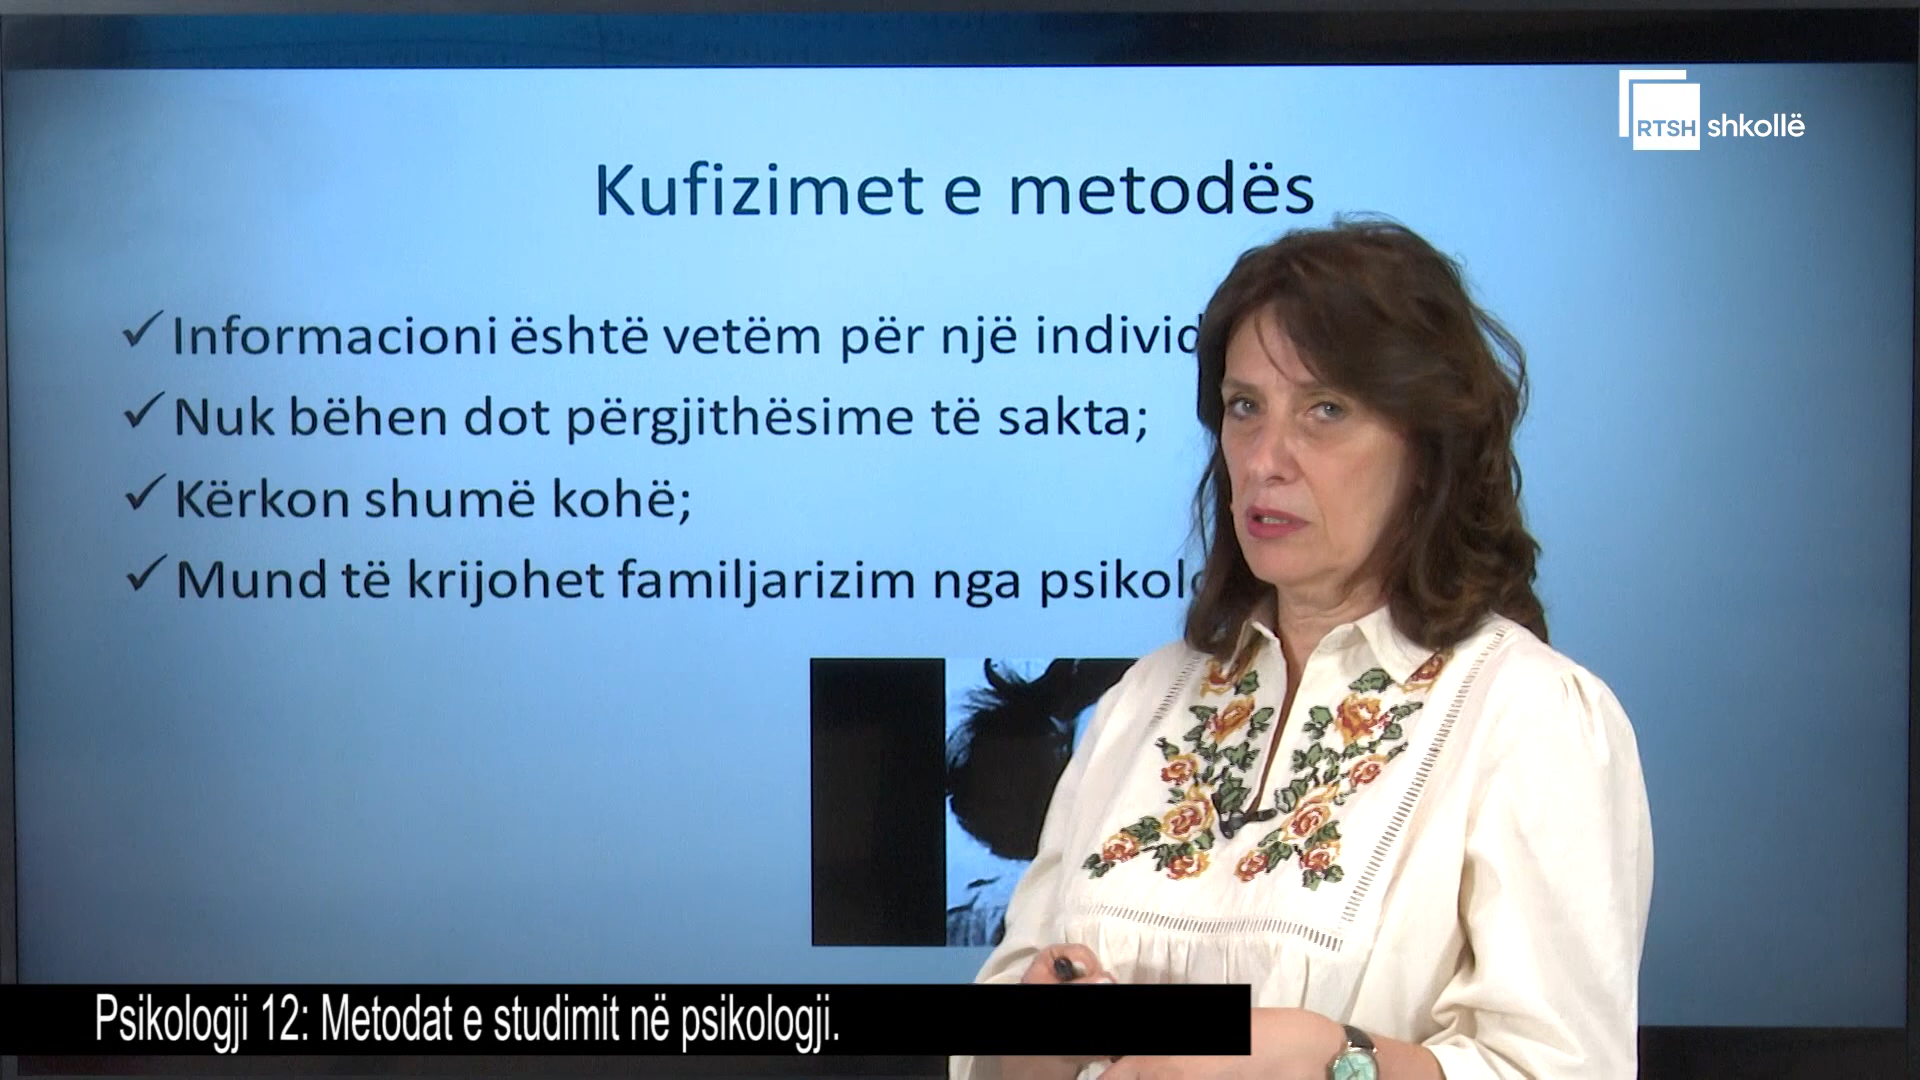 RTSH shkollë
Kufizimet e metodës
Informacioni është vetëm për një individ
Nuk bëhen dot përgjithësime të sakta;
Kërkon shumë kohë;
Mund të krijohet familjarizim nga
Psikologji 12: Metodat e studimit në psikologji.